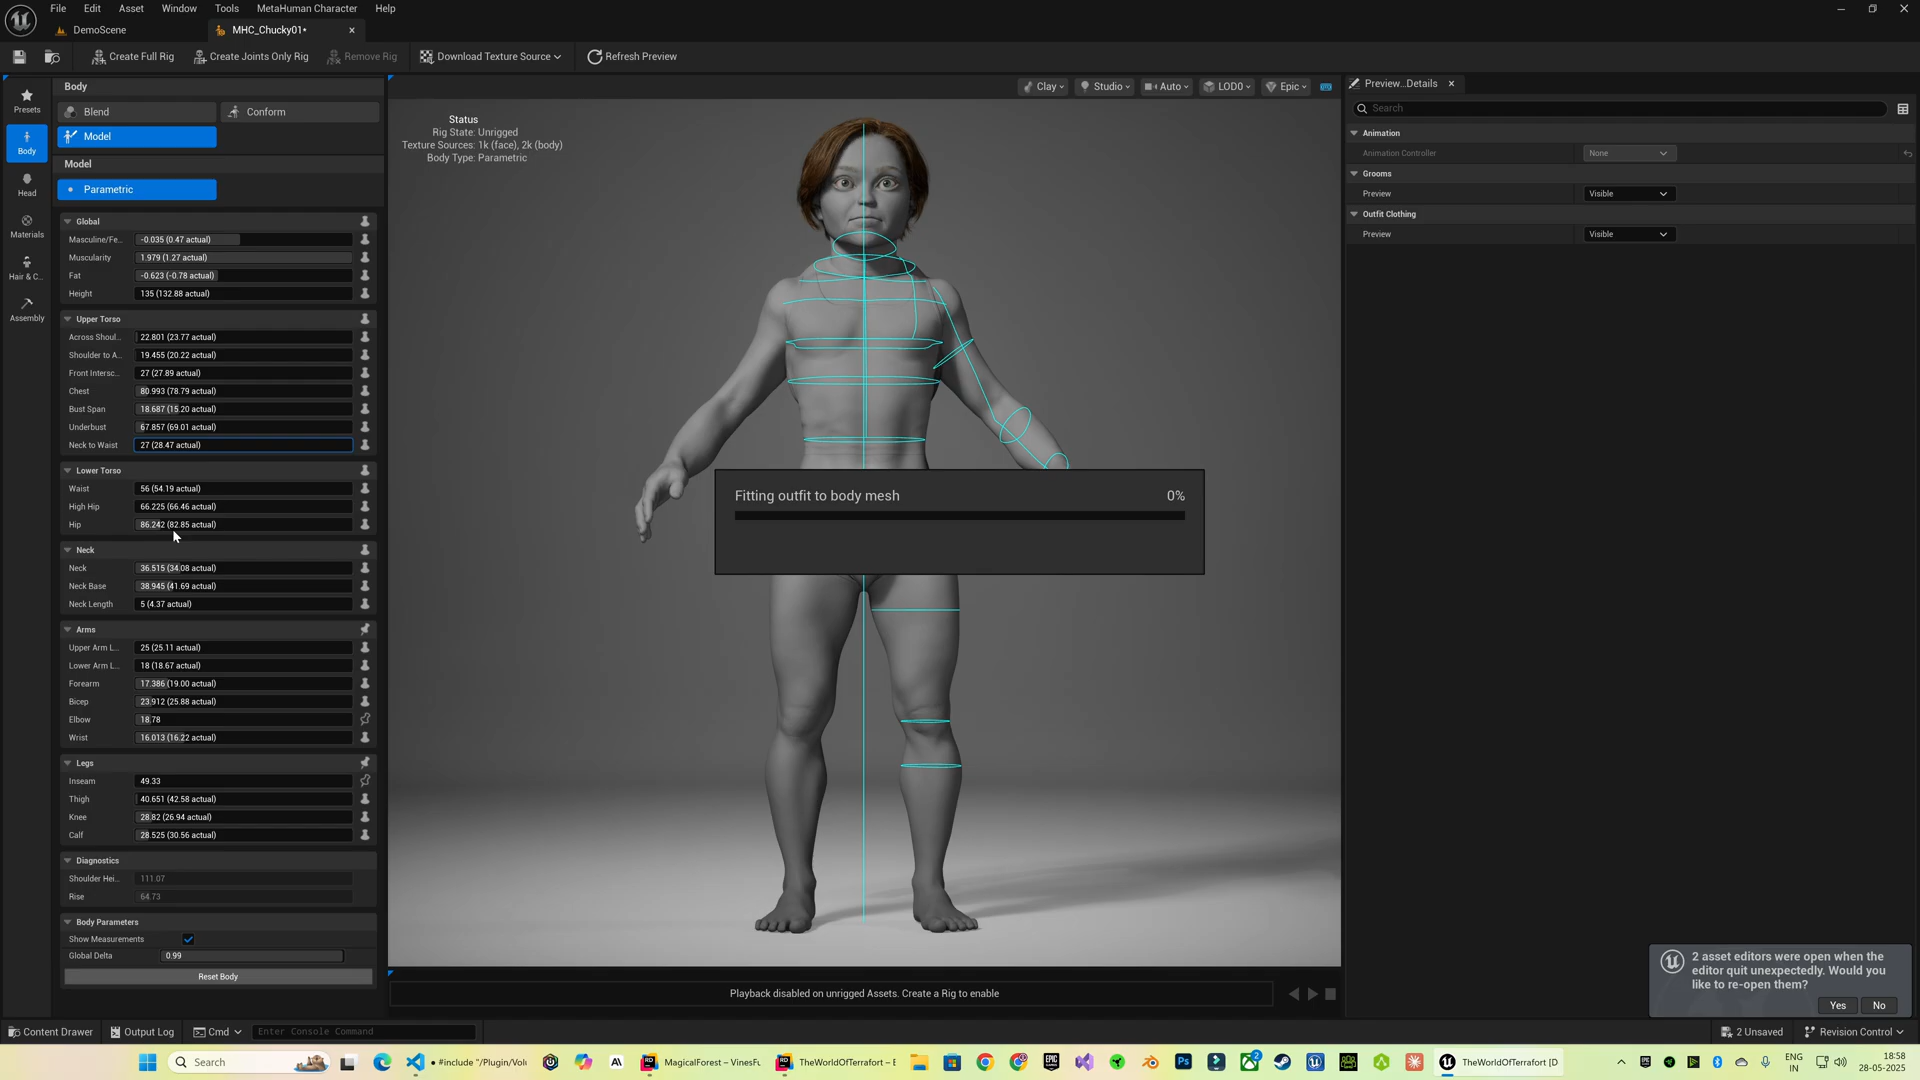 File Edit Asset Window Tools MetaHuman Character Help
DemoScene MHC_Chucky01*
Create Full Rig Create Joints Only Rig Remove Rig Download Texture Source Refresh Preview
Presets
Body
Head
Materials
Hair & C...
Assembly
Body
Blend Conform
Model
Model
Parametric
Global
Masculine/Fe... -0.035 (0.47 actual)
Muscularity 1.979 (1.27 actual)
Fat -0.623 (-0.78 actual)
Height 135 (132.88 actual)
Upper Torso
Across Shoul... 22.801 (23.77 actual)
Shoulder to A... 19.455 (20.22 actual)
Front Intersc... 27 (27.89 actual)
Chest 80.993 (78.79 actual)
Bust Span 18.687 (15.20 actual)
Underbust 67.857 (69.01 actual)
Neck to Waist 27 (28.47 actual)
Lower Torso
Waist 56 (54.19 actual)
High Hip 66.225 (66.46 actual)
Hip 86.242 (82.85 actual)
Neck
Neck 36.515 (34.08 actual)
Neck Base 38.945 (41.69 actual)
Neck Length 5 (4.37 actual)
Arms
Upper Arm L... 25 (25.11 actual)
Lower Arm L... 18 (18.67 actual)
Forearm 17.386 (19.00 actual)
Bicep 23.912 (25.88 actual)
Elbow 18.78
Wrist 16.013 (16.22 actual)
Legs
Inseam 49.33
Thigh 40.651 (42.58 actual)
Knee 28.82 (26.94 actual)
Calf 28.525 (30.56 actual)
Diagnostics
Shoulder Hei... 111.07
Rise 64.73
Body Parameters
Show Measurements
Global Delta 0.99
Reset Body
Clay Studio Auto LOD0 Epic
Status
Rig State: Unrigged
Texture Sources: 1k (face), 2k (body)
Body Type: Parametric
Fitting outfit to body mesh 0%
Playback disabled on unrigged Assets. Create a Rig to enable
Preview...Details
Search
Animation
Animation Controller None
Grooms
Preview Visible
Outfit Clothing
Preview Visible
2 asset editors were open when the
editor quit unexpectedly. Would you
like to re-open them?
Yes No
Content Drawer Output Log Cmd Enter Console Command 2 Unsaved Revision Control
Search • #include "/Plugin/Volu MagicalForest – VinesFu TheWorldOfTerrafort – E TheWorldOfTerrafort [D ENG 18:58
IN 28-05-2025